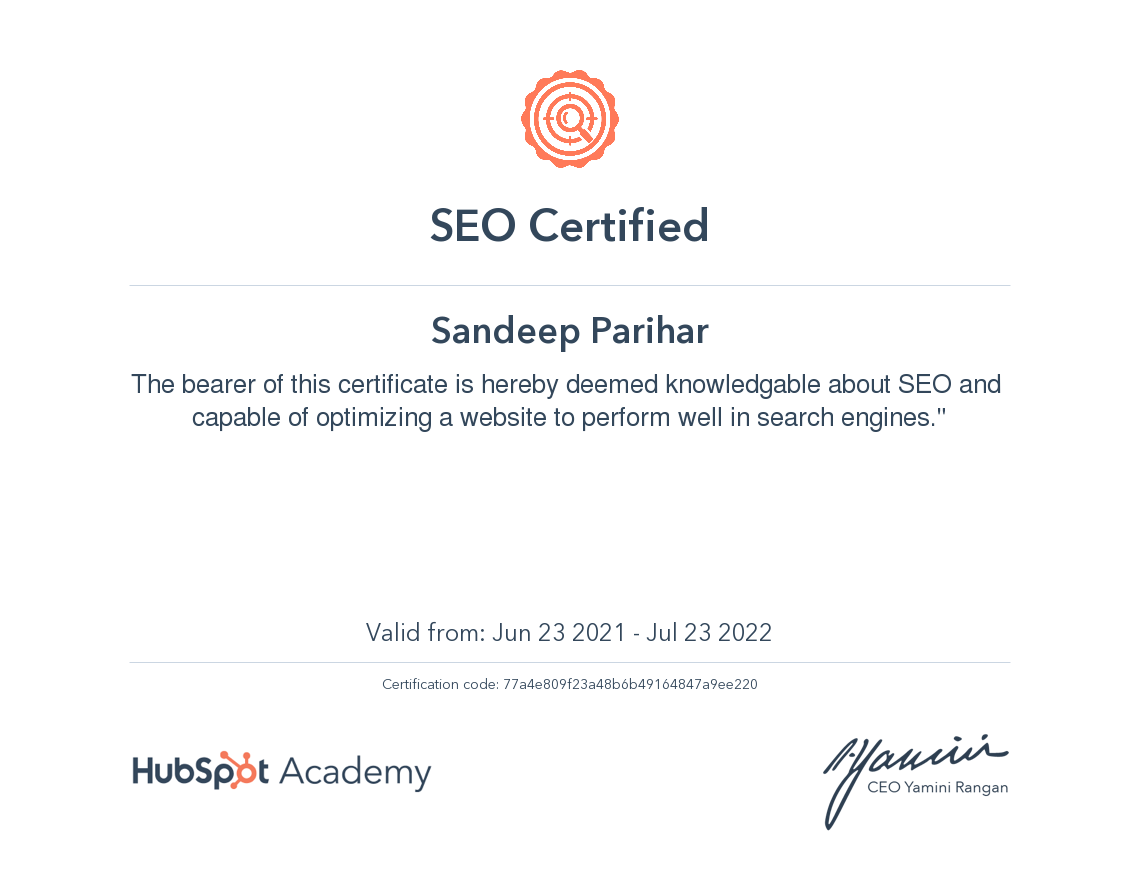 SEO Certified
Sandeep Parihar
The bearer of this certificate is hereby deemed knowledgable about SEO and
capable of optimizing a website to perform well in search engines."
Valid from: Jun 23 2021 - Jul 23 2022
Certification code: 77a4e809f23a48b6b49164847a9ee220
HubSpot Academy
Yamini
CEO Yamini Rangan